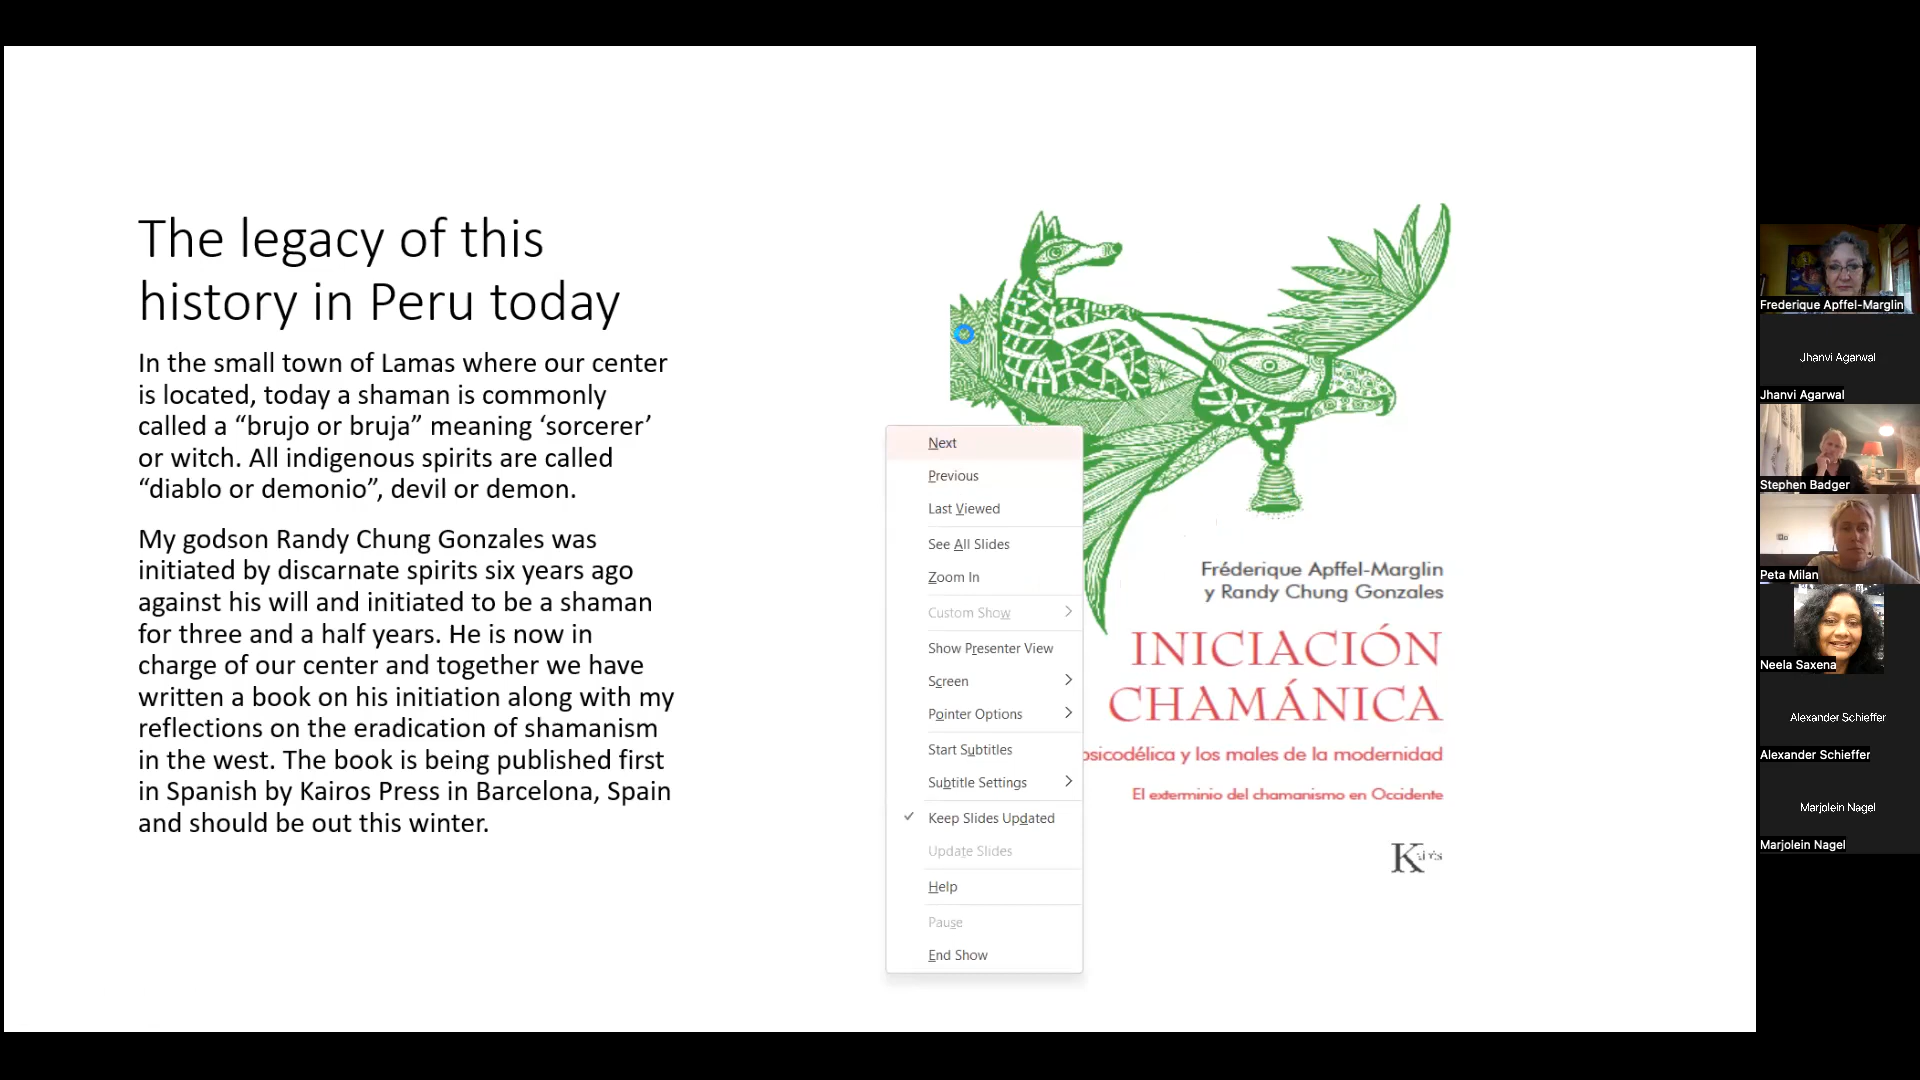 The legacy of this
history in Peru today
In the small town of Lamas where our center
is located, today a shaman is commonly
called a “brujo or bruja” meaning ‘sorcerer’
or witch. All indigenous spirits are called
“diablo or demonio”, devil or demon.
My godson Randy Chung Gonzales was
initiated by discarnate spirits six years ago
against his will and initiated to be a shaman
for three and a half years. He is now in
charge of our center and together we have
written a book on his initiation along with my
reflections on the eradication of shamanism
in the west. The book is being published first
in Spanish by Kairos Press in Barcelona, Spain
and should be out this winter.
Next
Previous
Last Viewed
See All Slides
Zoom In
Custom Show
Show Presenter View
Screen
Pointer Options
Start Subtitles
Subtitle Settings
Keep Slides Updated
Update Slides
Help
Pause
End Show
Fréderique Apffel-Marglin
y Randy Chung Gonzales
INICIACIÓN
CHAMÁNICA
psicodélica y los males de la modernidad
El exterminio del chamanismo en Occidente
Frederique Apffel-Marglin
Jhanvi Agarwal
Jhanvi Agarwal
Stephen Badger
Peta Milan
Neela Saxena
Alexander Schieffer
Alexander Schieffer
Marjolein Nagel
Marjolein Nagel